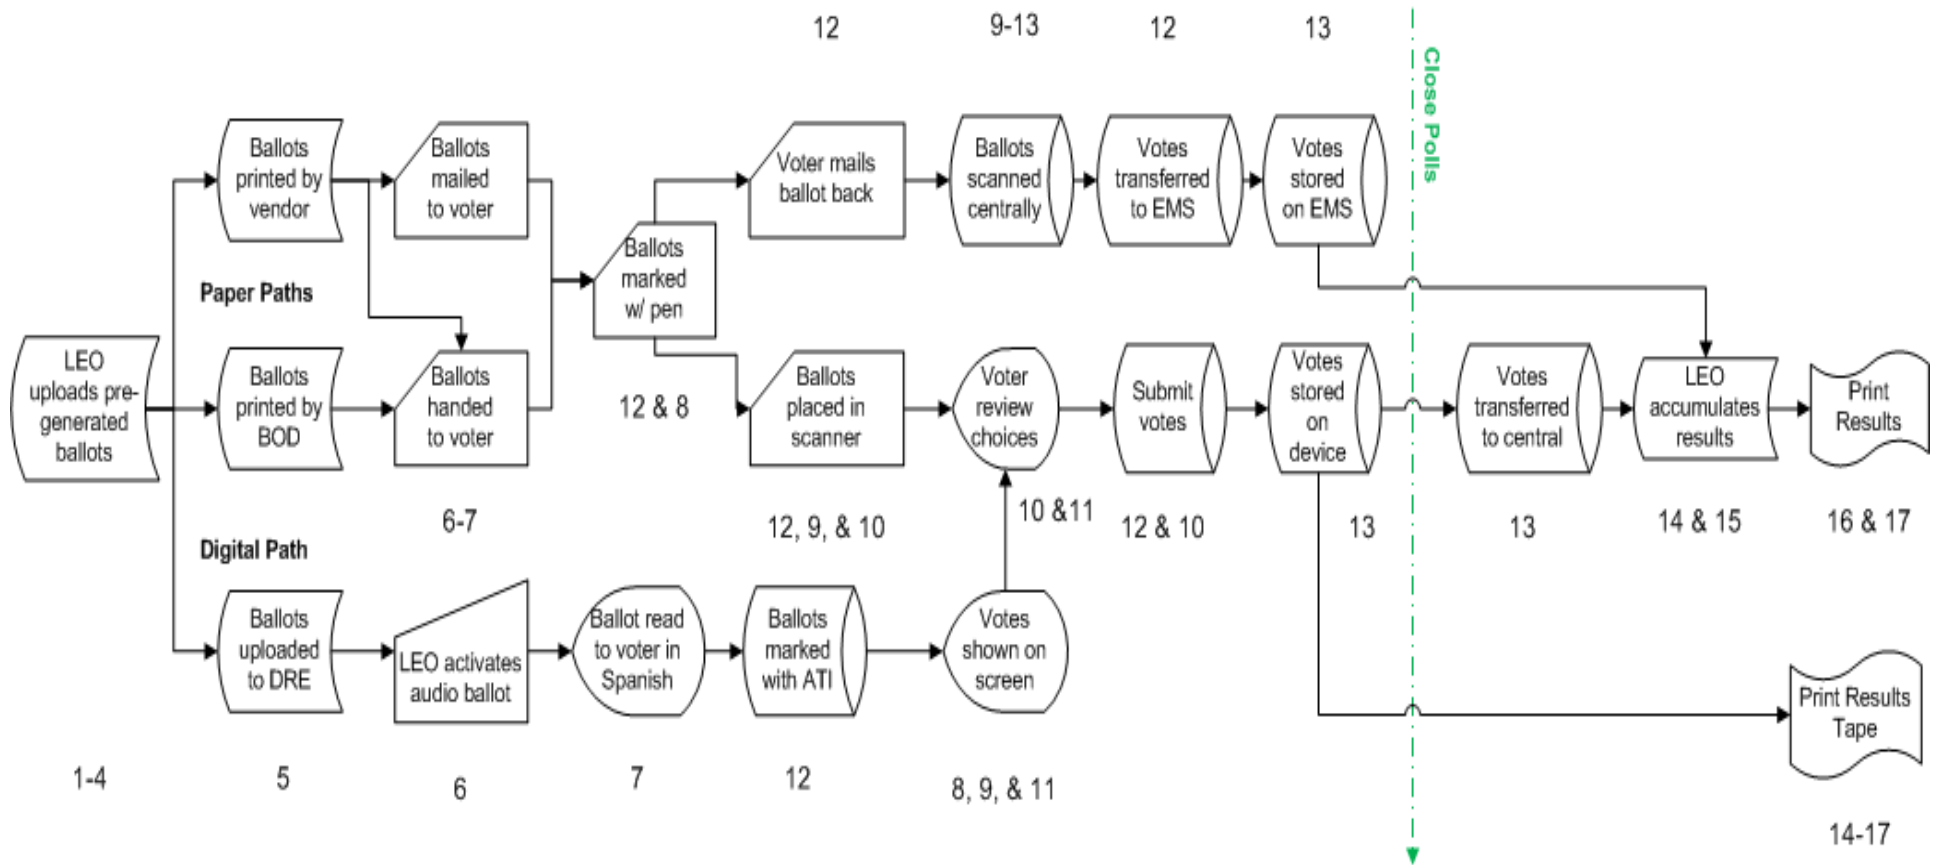 12
9-13
12
13
Close Polls
Ballots
printed by
vendor
Ballots
mailed
to voter
Voter mails
ballot back
Ballots
scanned
centrally
Votes
transferred
to EMS
Votes
stored
on EMS
Paper Paths
Ballots
marked
w/ pen
LEO
uploads pre-
generated
ballots
Ballots
printed by
BOD
Ballots
handed
to voter
12 & 8
Ballots
placed in
scanner
Voter
review
choices
Submit
votes
Votes
stored
on
device
Votes
transferred
to central
LEO
accumulates
results
Print
Results
6-7
12, 9, & 10
10 &11
12 & 10
13
13
14 & 15
16 & 17
Digital Path
Ballots
uploaded
to DRE
LEO activates
audio ballot
Ballot read
to voter in
Spanish
Ballots
marked
with ATI
Votes
shown on
screen
Print Results
Tape
1-4
5
6
7
12
8, 9, & 11
14-17